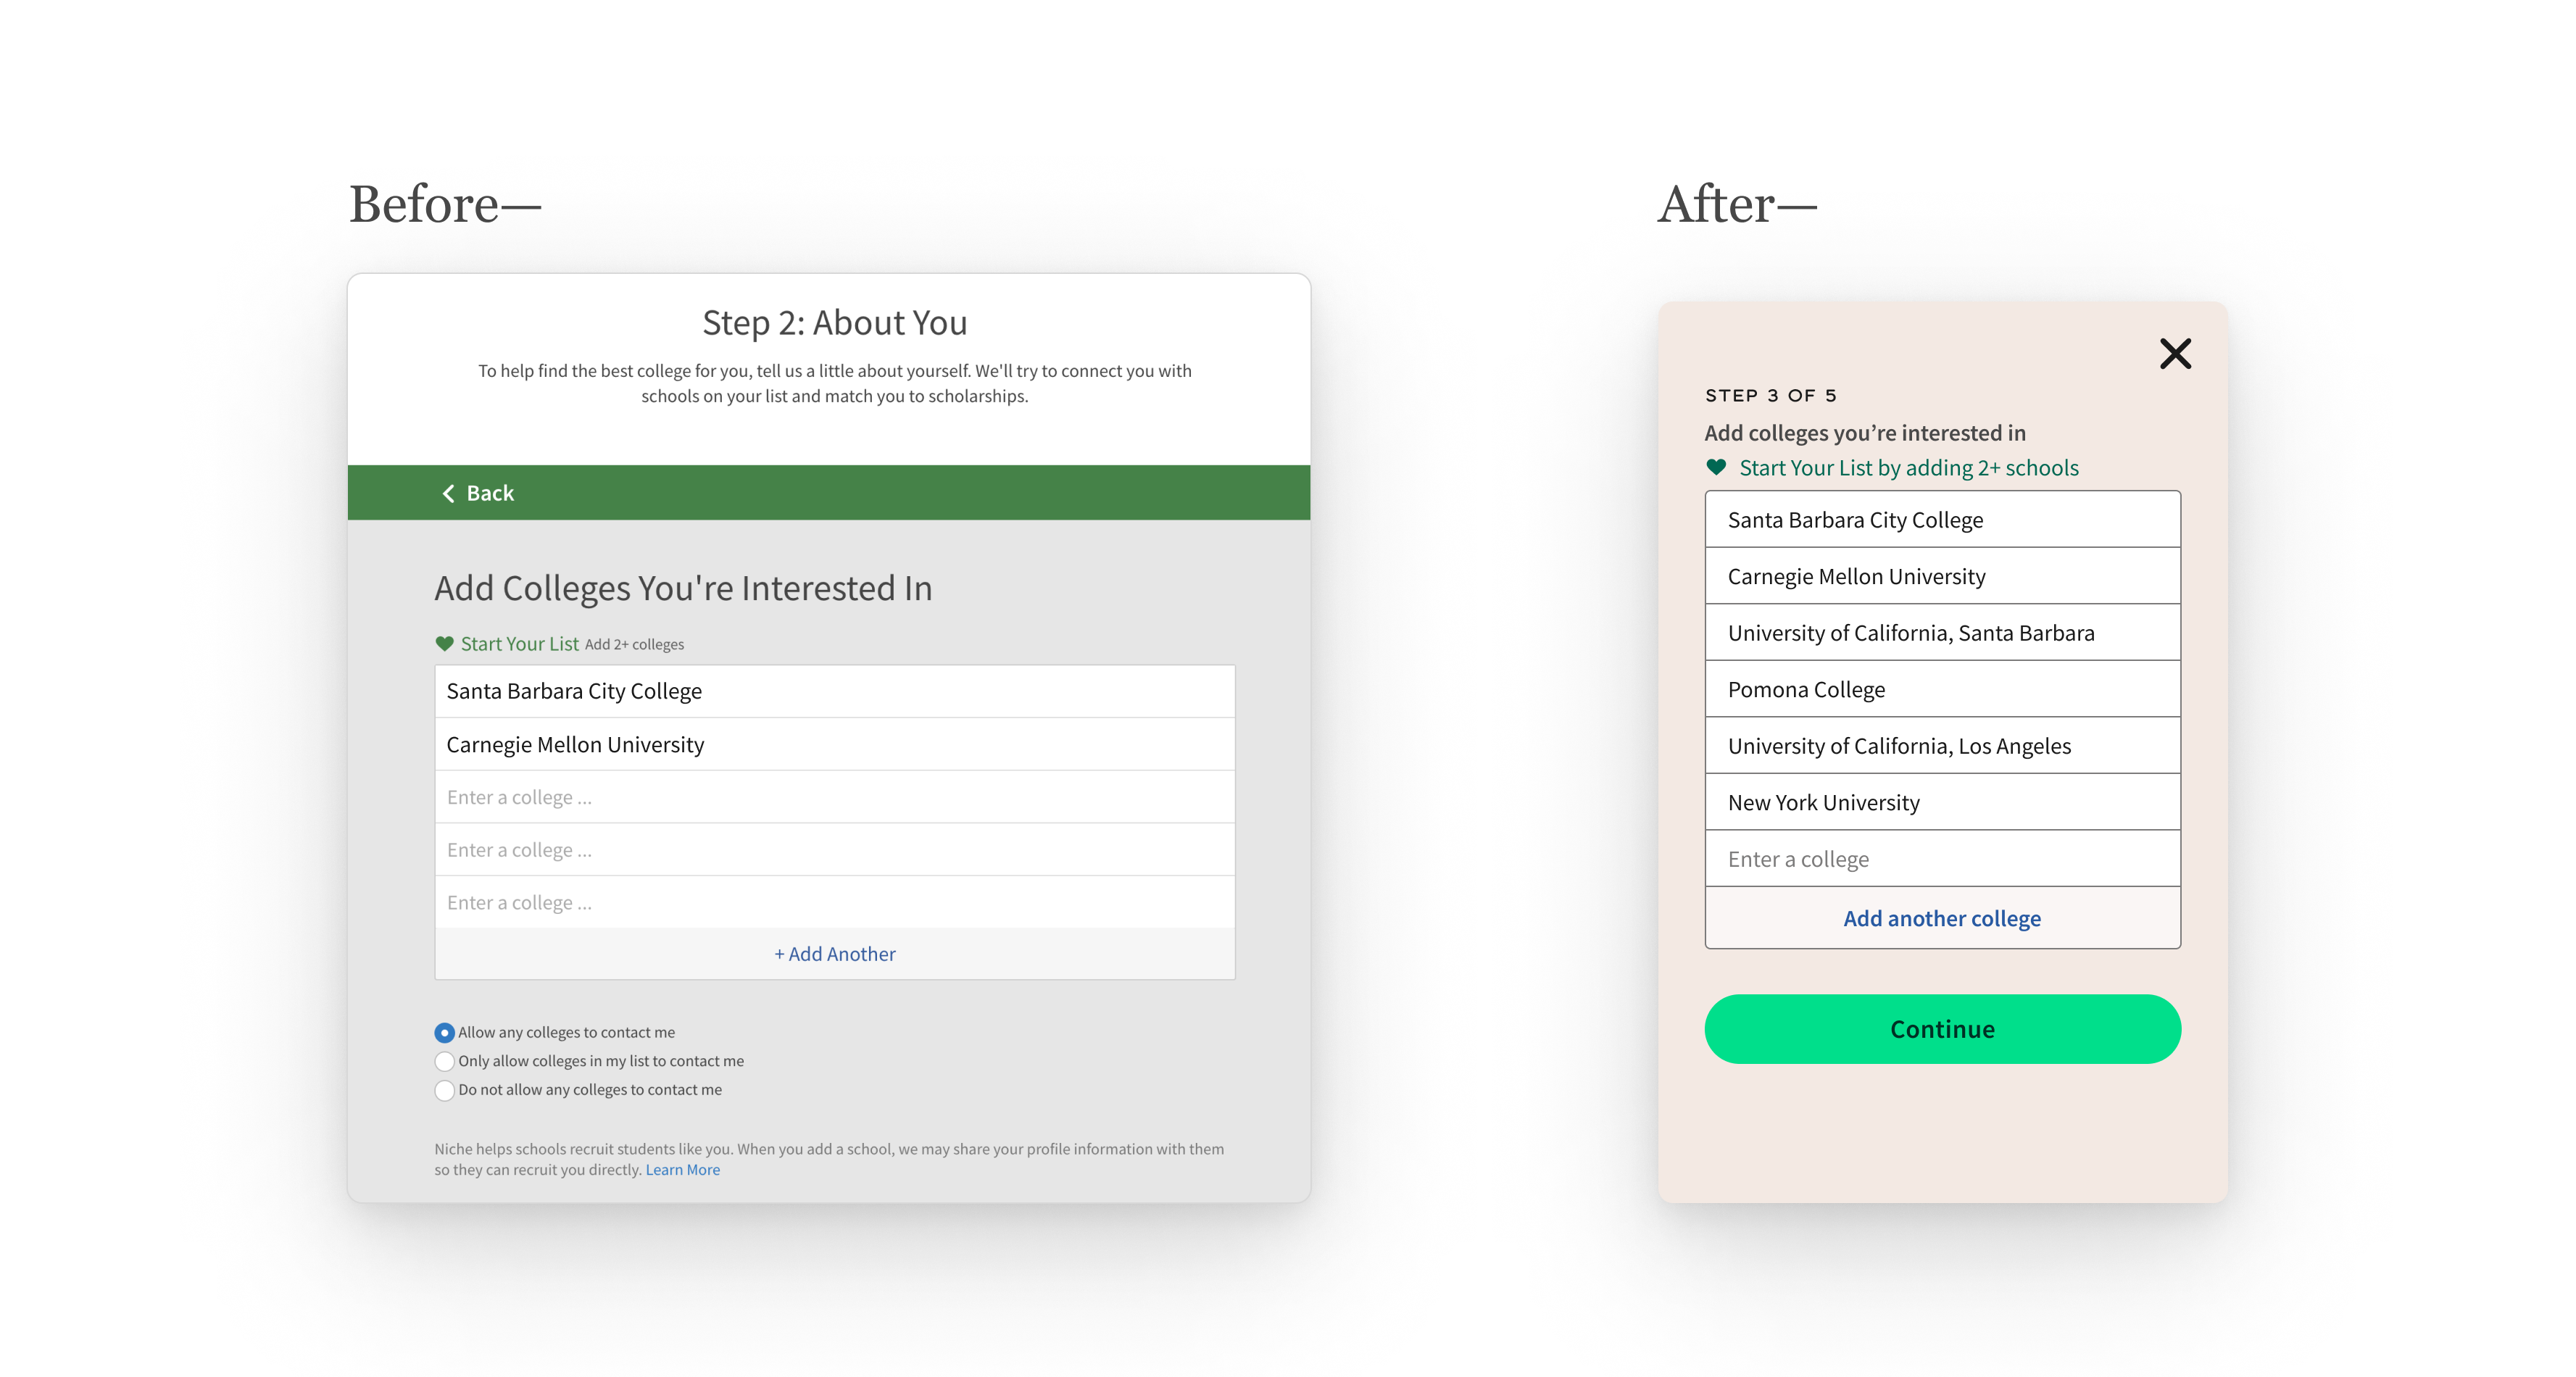 Before—
Step 2: About You
To help find the best college for you, tell us a little about yourself. We'll try to connect you with
schools on your list and match you to scholarships.
Back
Add Colleges You're Interested In
Start Your List Add 2+ colleges
Santa Barbara City College
Carnegie Mellon University
Enter a college ...
Enter a college ...
Enter a college ...
+ Add Another
Allow any colleges to contact me
Only allow colleges in my list to contact me
Do not allow any colleges to contact me
Niche helps schools recruit students like you. When you add a school, we may share your profile information with them
so they can recruit you directly. Learn More
After—
STEP 3 OF 5
Add colleges you’re interested in
Start Your List by adding 2+ schools
Santa Barbara City College
Carnegie Mellon University
University of California, Santa Barbara
Pomona College
University of California, Los Angeles
New York University
Enter a college
Add another college
Continue